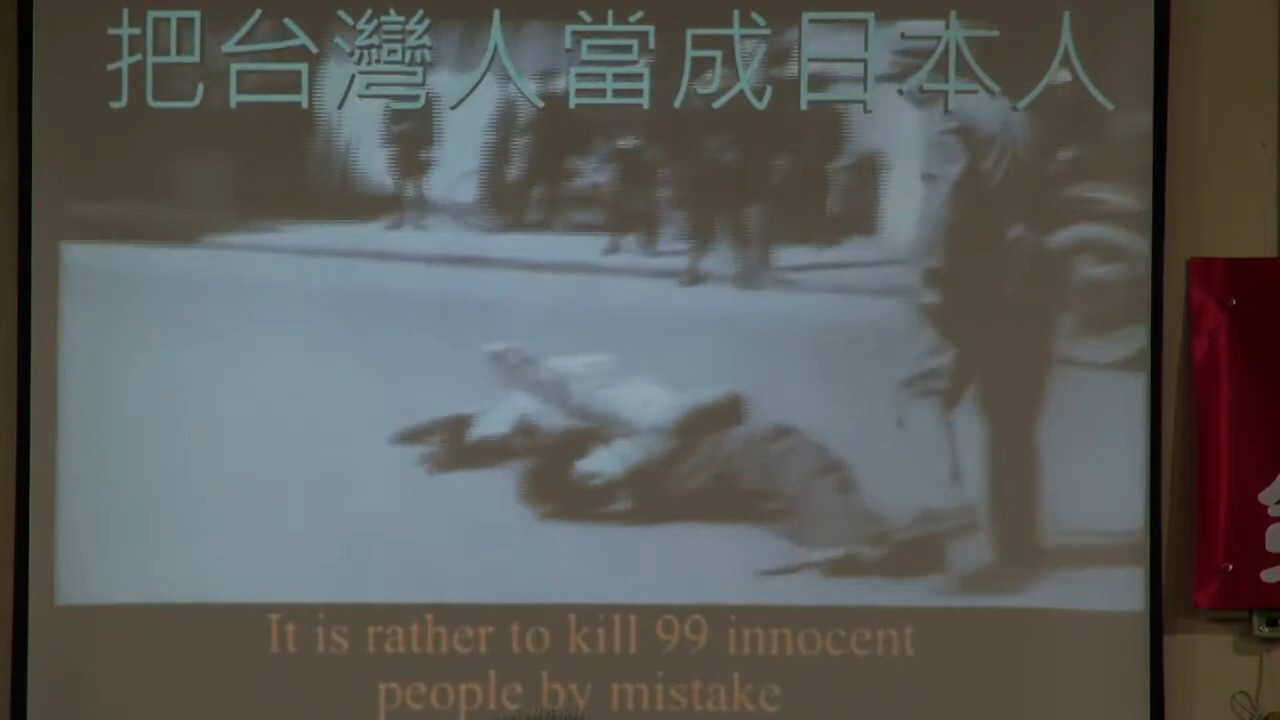 把台灣人當成日本人
It is rather to kill 99 innocent
people by mistake